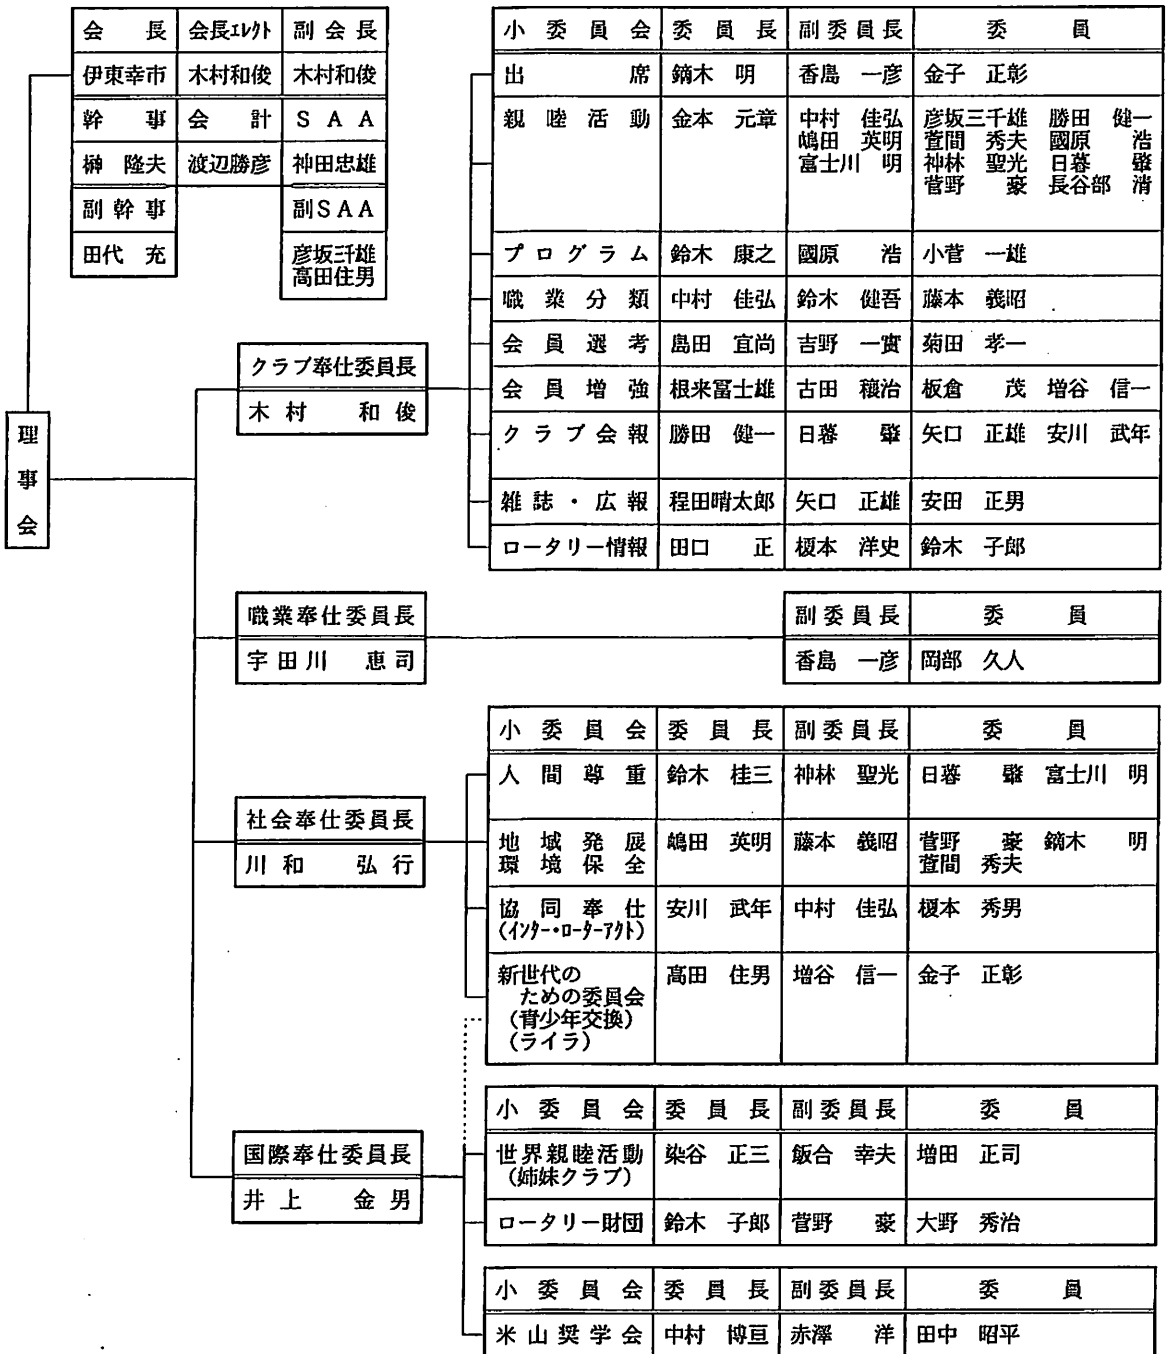 会長 会長エレクト 副会長
伊東幸市 木村和俊 木村和俊
幹事 会計 SAA
榊隆夫 渡辺勝彦 神田忠雄
副幹事 副SAA
田代充 彦坂三千雄
高田住男
理事会
クラブ奉仕委員長
木村和俊
小委員会 委員長 副委員長 委員
出席 鏑木明 香島一彦 金子正彰
親睦活動 金本元章 中村佳弘 彦坂三千雄 勝田健一
嶋田英明 萱間秀夫 國原浩
富士川明 神林聖光 日暮肇
菅野豪 長谷部清
プログラム 鈴木康之 國原浩 小菅一雄
職業分類 中村佳弘 鈴木健吾 藤本義昭
会員選考 島田宜尚 吉野一實 菊田孝一
会員増強 根来冨士雄 古田穣治 板倉茂 増谷信一
クラブ会報 勝田健一 日暮肇 矢口正雄 安川武年
雑誌・広報 程田晴太郎 矢口正雄 安田正男
ロータリー情報 田口正 榎本洋史 鈴木子郎
職業奉仕委員長
宇田川恵司
副委員長 委員
香島一彦 岡部久人
社会奉仕委員長
川和弘行
小委員会 委員長 副委員長 委員
人間尊重 鈴木桂三 神林聖光 日暮肇 富士川明
地域発展 嶋田英明 藤本義昭 菅野豪 鏑木明
環境保全 萱間秀夫
協同奉仕 安川武年 中村佳弘 榎本秀男
(インター・ローターアクト)
新世代の 高田住男 増谷信一 金子正彰
ための委員会
(青少年交換)
(ライラ)
国際奉仕委員長
井上金男
小委員会 委員長 副委員長 委員
世界親睦活動 染谷正三 飯合幸夫 増田正司
(姉妹クラブ)
ロータリー財団 鈴木子郎 菅野豪 大野秀治
小委員会 委員長 副委員長 委員
米山奨学会 中村博亘 赤澤洋 田中昭平